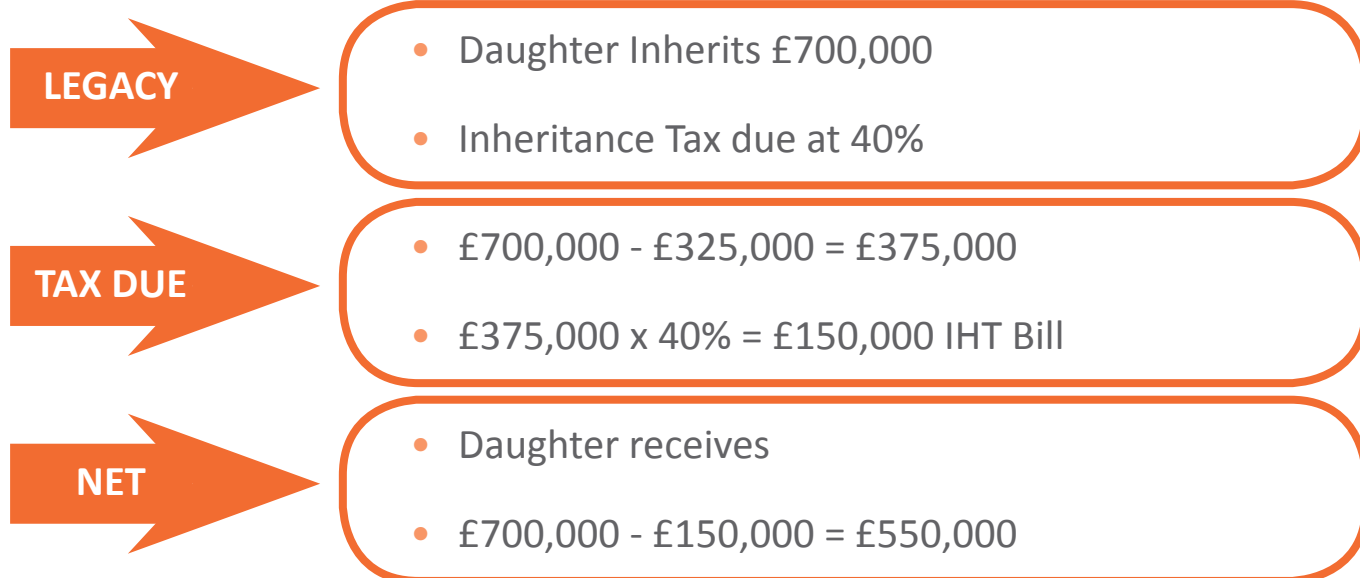 LEGACY
• Daughter Inherits £700,000
• Inheritance Tax due at 40%
TAX DUE
• £700,000 - £325,000 = £375,000
• £375,000 x 40% = £150,000 IHT Bill
NET
• Daughter receives
• £700,000 - £150,000 = £550,000